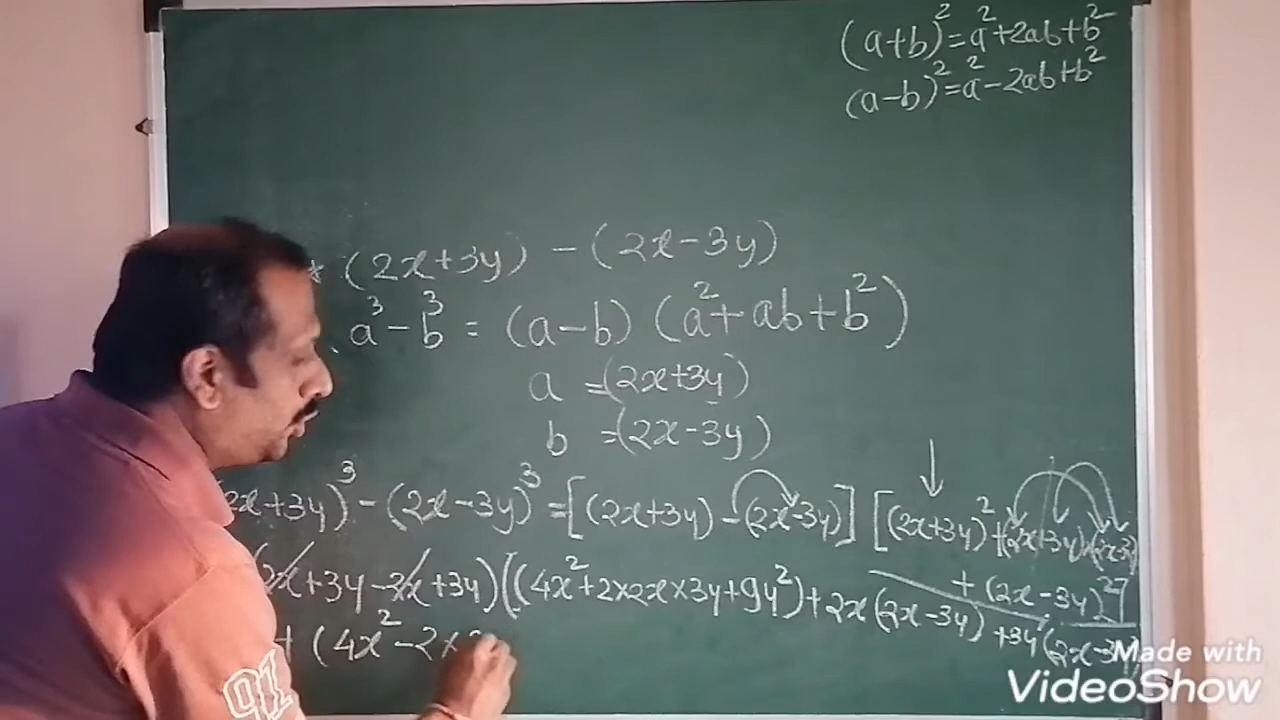 (a+b)²=a²+2ab+b²
(a-b)²=a²-2ab+b²
(2x+3y) - (2x-3y)
a³-b³ = (a-b) (a²+ab+b²)
a =(2x+3y)
b =(2x-3y)
2x+3y)³-(2x-3y)³=[(2x+3y)-(2x-3y)] [(2x+3y)²+(2x+3y)(2x-3y)
+(2x-3y)²]
(2x+3y-2x+3y)((4x²+2×2x×3y+9y²)+2x(2x-3y)+3y(2x-3y)
+(4x²-2×
91
Made with
VideoShow